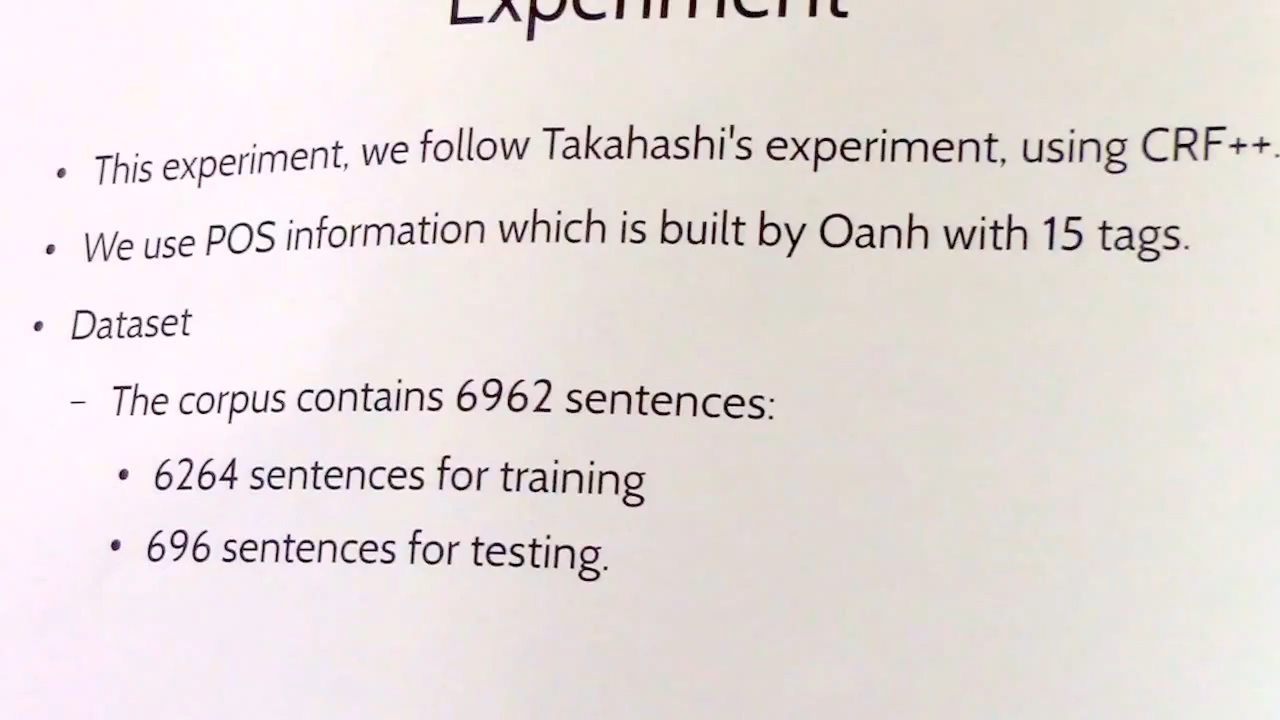 Experiment
• This experiment, we follow Takahashi's experiment, using CRF++.
• We use POS information which is built by Oanh with 15 tags.
• Dataset
– The corpus contains 6962 sentences:
• 6264 sentences for training
• 696 sentences for testing.